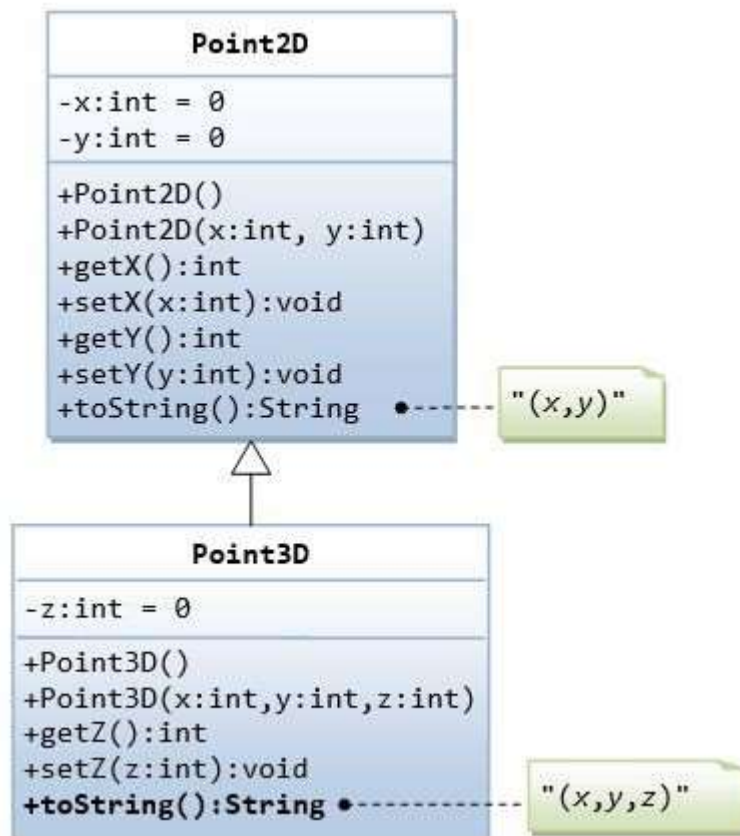 Point2D
-x:int = 0
-y:int = 0
+Point2D()
+Point2D(x:int, y:int)
+getX():int
+setX(x:int):void
+getY():int
+setY(y:int):void
+toString():String
"(x,y)"
Point3D
-z:int = 0
+Point3D()
+Point3D(x:int,y:int,z:int)
+getZ():int
+setZ(z:int):void
+toString():String
"(x,y,z)"